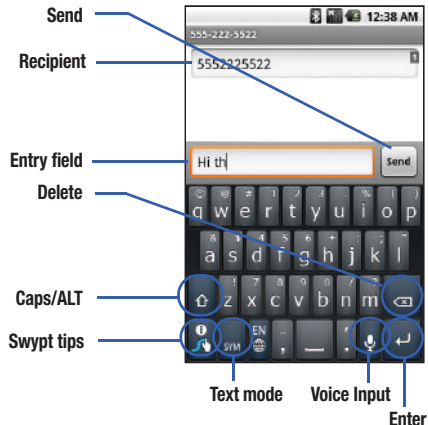 Send
12:38 AM
555-222-5522
Recipient
5552225522
1
Entry field
Hi th
Send
Delete
q w e r t y u i o p
a s d f g h j k l
Caps/ALT
z x c v b n m
Swypt tips
SYM
EN
Text mode
Voice Input
Enter